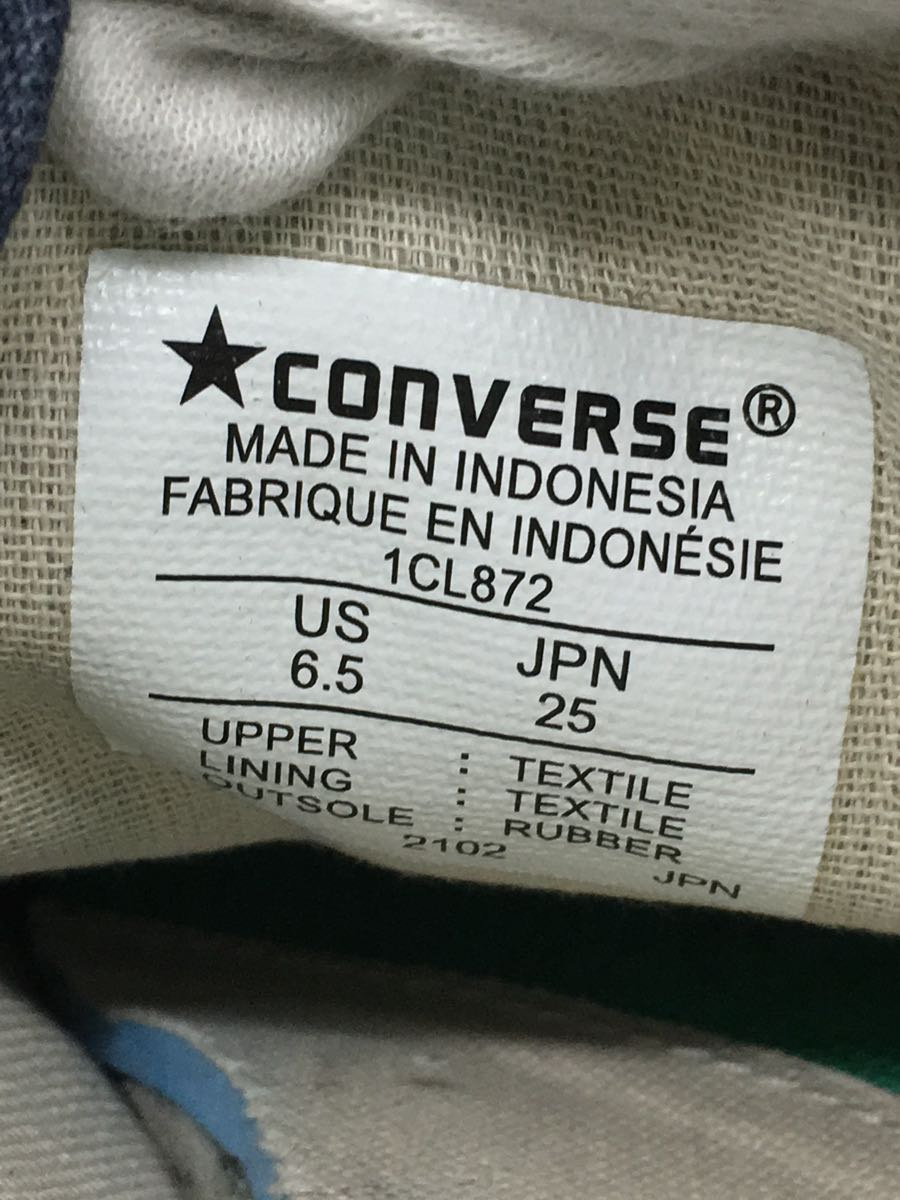 ★CONVERSE®
MADE IN INDONESIA
FABRIQUE EN INDONÉSIE
1CL872
US JPN
6.5 25
UPPER : TEXTILE
LINING : TEXTILE
OUTSOLE : RUBBER
2102
JPN